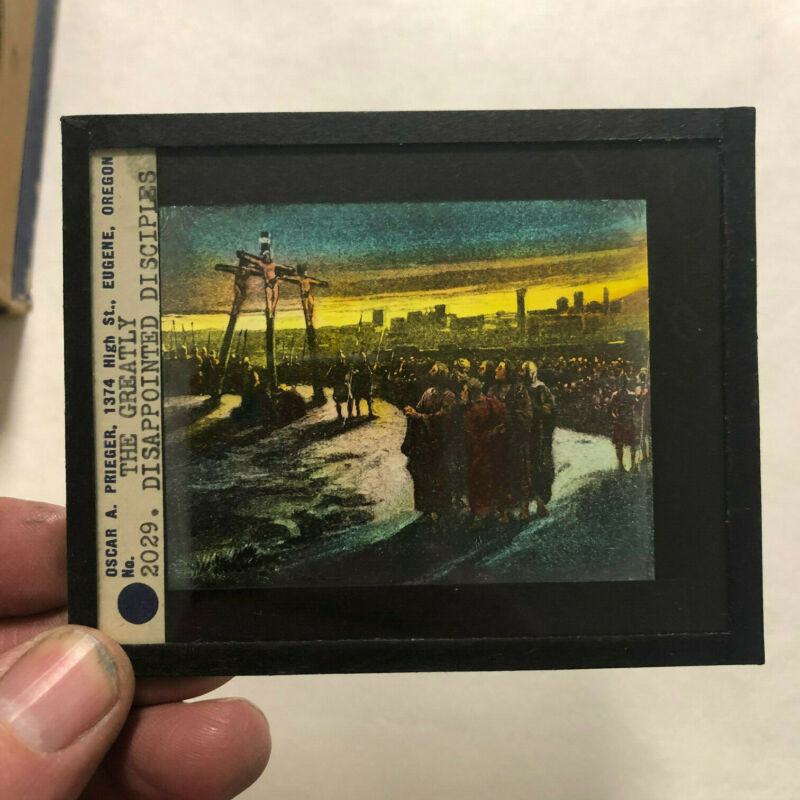 OSCAR A. PRIEGER, 1374 High St., EUGENE, OREGON
No. THE GREATLY
2029. DISAPPOINTED DISCIPLES